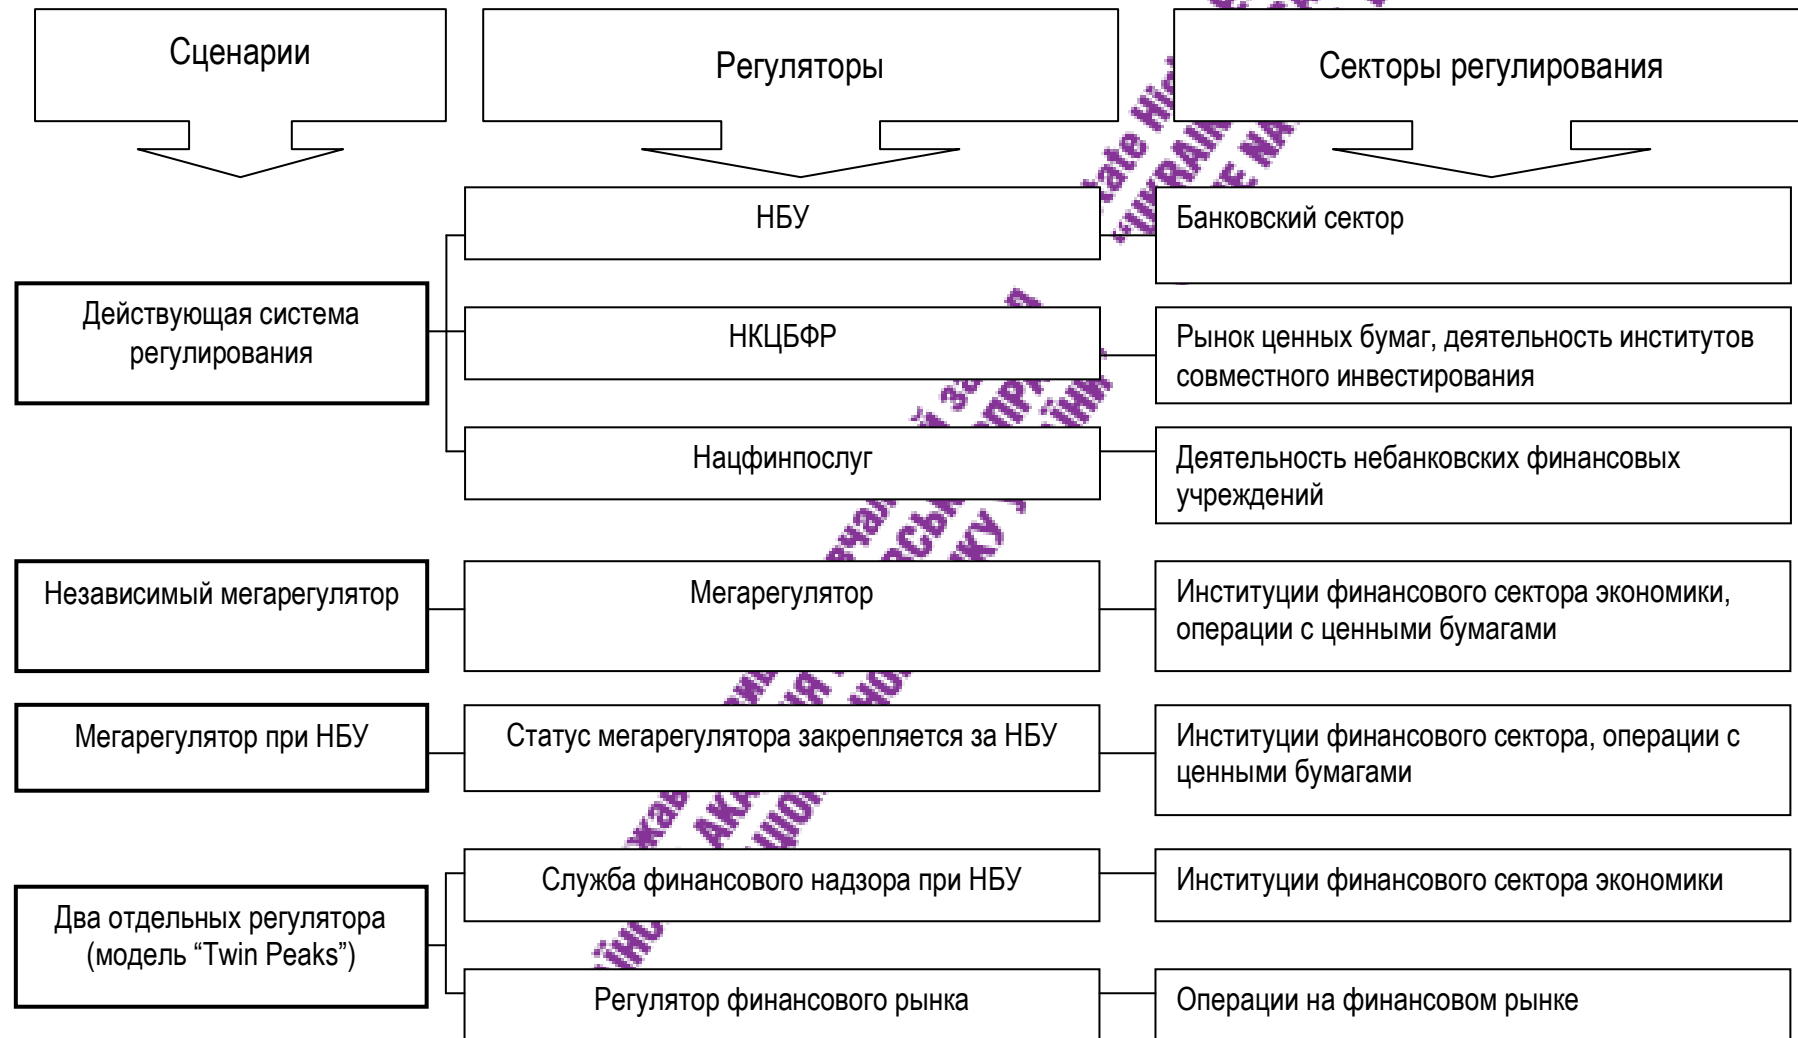 Сценарии
Регуляторы
Секторы регулирования
НБУ
Банковский сектор
Действующая система
регулирования
НКЦБФР
Рынок ценных бумаг, деятельность институтов
совместного инвестирования
Нацфинпослуг
Деятельность небанковских финансовых
учреждений
Независимый мегарегулятор
Мегарегулятор
Институции финансового сектора экономики,
операции с ценными бумагами
Мегарегулятор при НБУ
Статус мегарегулятора закрепляется за НБУ
Институции финансового сектора, операции с
ценными бумагами
Два отдельных регулятора
(модель “Twin Peaks”)
Служба финансового надзора при НБУ
Институции финансового сектора экономики
Регулятор финансового рынка
Операции на финансовом рынке